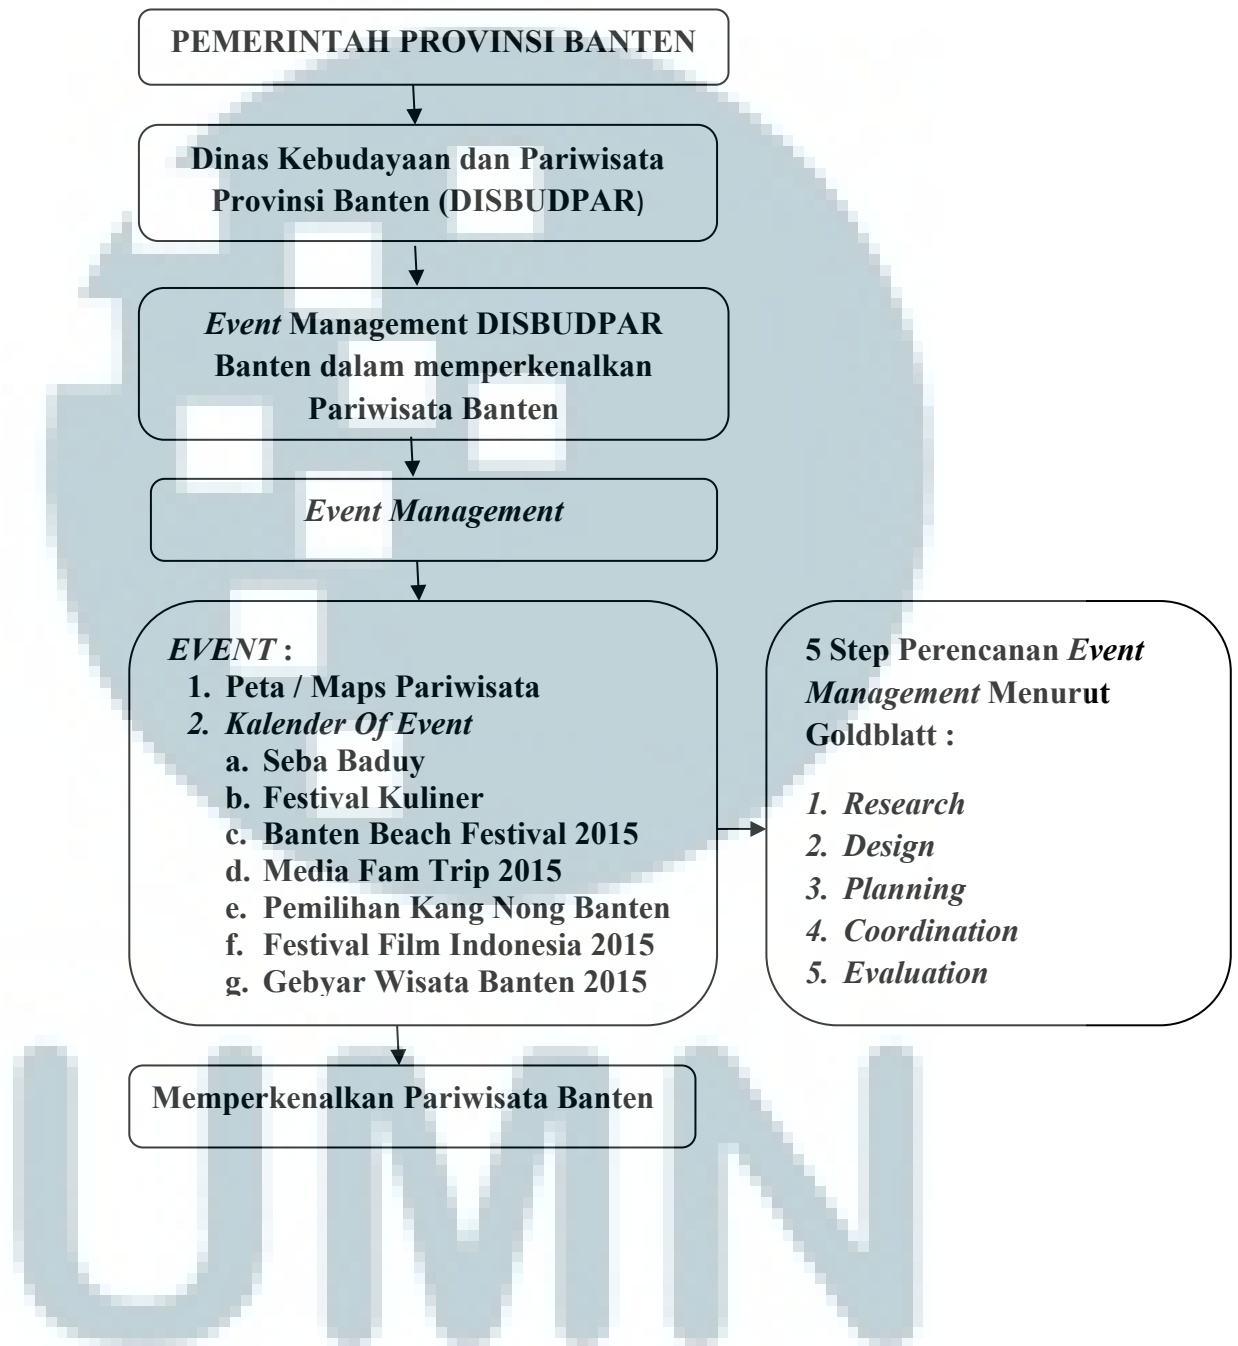 PEMERINTAH PROVINSI BANTEN
Dinas Kebudayaan dan Pariwisata
Provinsi Banten (DISBUDPAR)
Event Management DISBUDPAR
Banten dalam memperkenalkan
Pariwisata Banten
Event Management
EVENT :
1. Peta / Maps Pariwisata
2. Kalender Of Event
a. Seba Baduy
b. Festival Kuliner
c. Banten Beach Festival 2015
d. Media Fam Trip 2015
e. Pemilihan Kang Nong Banten
f. Festival Film Indonesia 2015
g. Gebyar Wisata Banten 2015
5 Step Perencanan Event
Management Menurut
Goldblatt :
1. Research
2. Design
3. Planning
4. Coordination
5. Evaluation
Memperkenalkan Pariwisata Banten
UMN